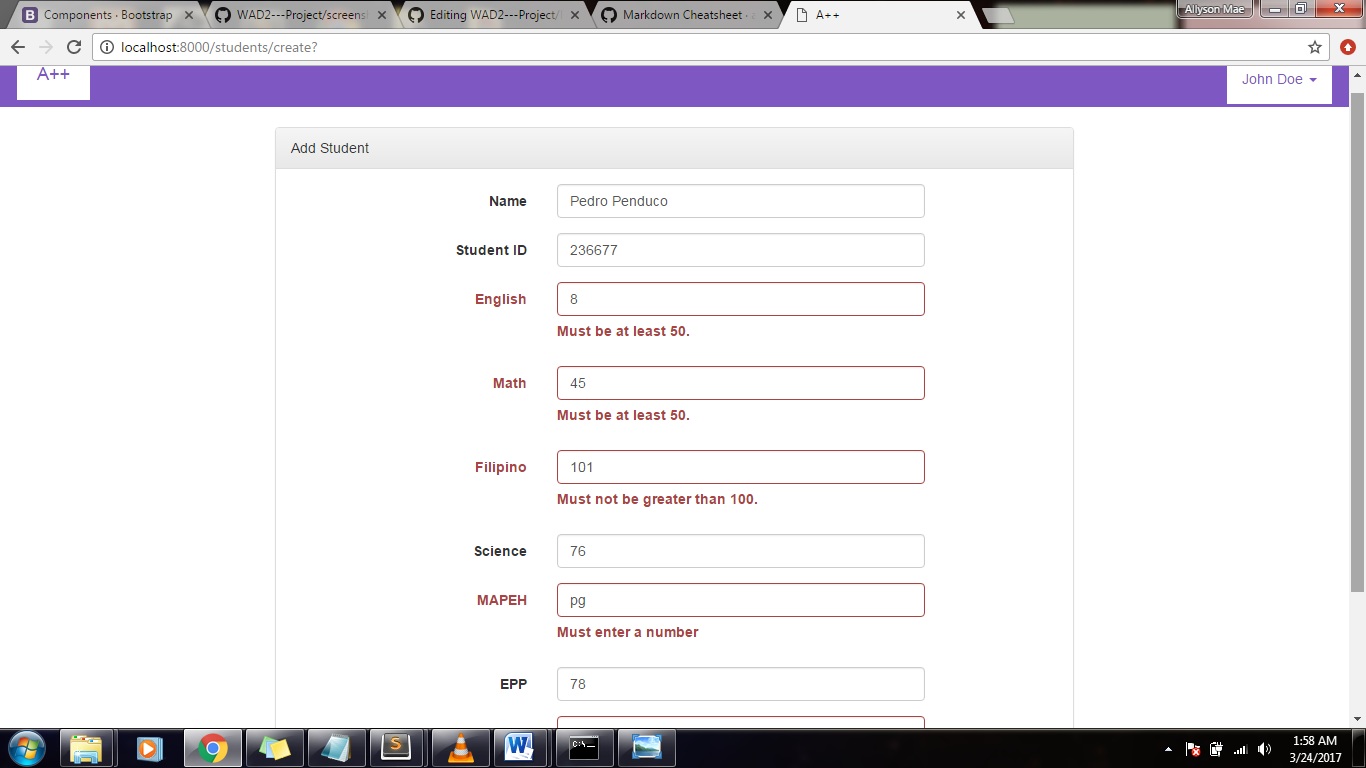 Components › Bootstrap
WAD2---Project/screens
Editing WAD2---Project/
Markdown Cheatsheet ·
A++
Allyson Mae
localhost:8000/students/create?
A++
John Doe
Add Student
Name
Pedro Penduco
Student ID
236677
English
8
Must be at least 50.
Math
45
Must be at least 50.
Filipino
101
Must not be greater than 100.
Science
76
MAPEH
pg
Must enter a number
EPP
78
1:58 AM
3/24/2017